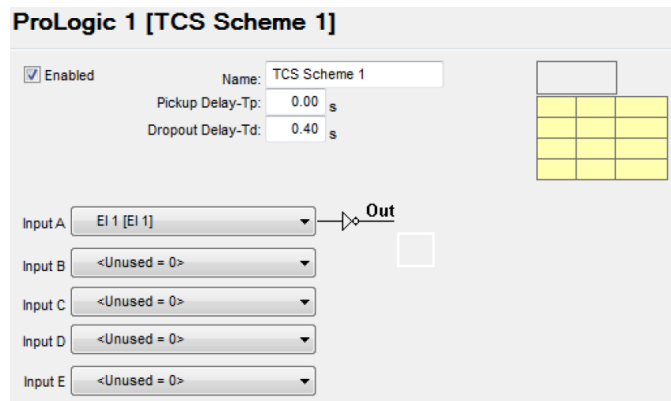 ProLogic 1 [TCS Scheme 1]
Enabled
Name: TCS Scheme 1
Pickup Delay-Tp: 0.00 s
Dropout Delay-Td: 0.40 s
Input A EI 1 [EI 1] Out
Input B <Unused = 0>
Input C <Unused = 0>
Input D <Unused = 0>
Input E <Unused = 0>